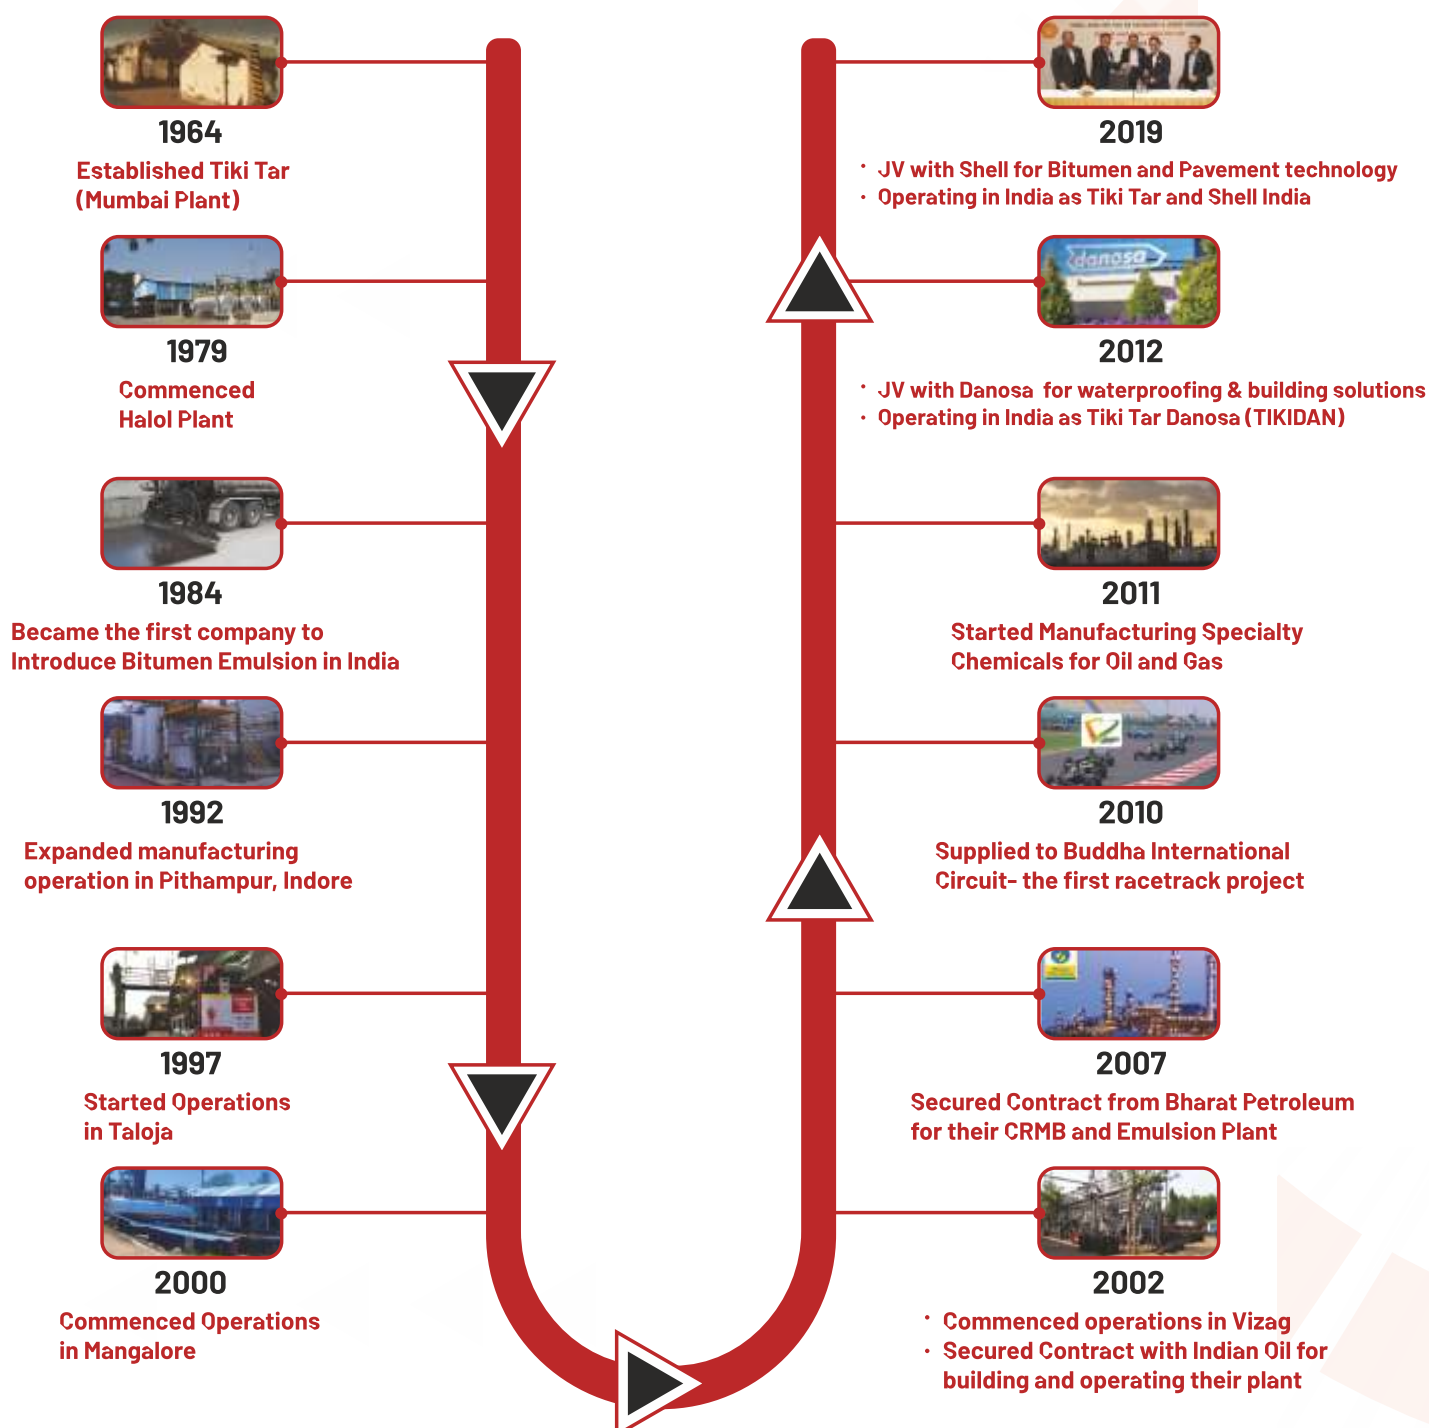 1964
Established Tiki Tar
(Mumbai Plant)
1979
Commenced
Halol Plant
1984
Became the first company to
Introduce Bitumen Emulsion in India
1992
Expanded manufacturing
operation in Pithampur, Indore
1997
Started Operations
in Taloja
2000
Commenced Operations
in Mangalore
2002
· Commenced operations in Vizag
· Secured Contract with Indian Oil for
building and operating their plant
2007
Secured Contract from Bharat Petroleum
for their CRMB and Emulsion Plant
2010
Supplied to Buddha International
Circuit- the first racetrack project
2011
Started Manufacturing Specialty
Chemicals for Oil and Gas
danosa
2012
· JV with Danosa for waterproofing & building solutions
· Operating in India as Tiki Tar Danosa (TIKIDAN)
2019
· JV with Shell for Bitumen and Pavement technology
· Operating in India as Tiki Tar and Shell India